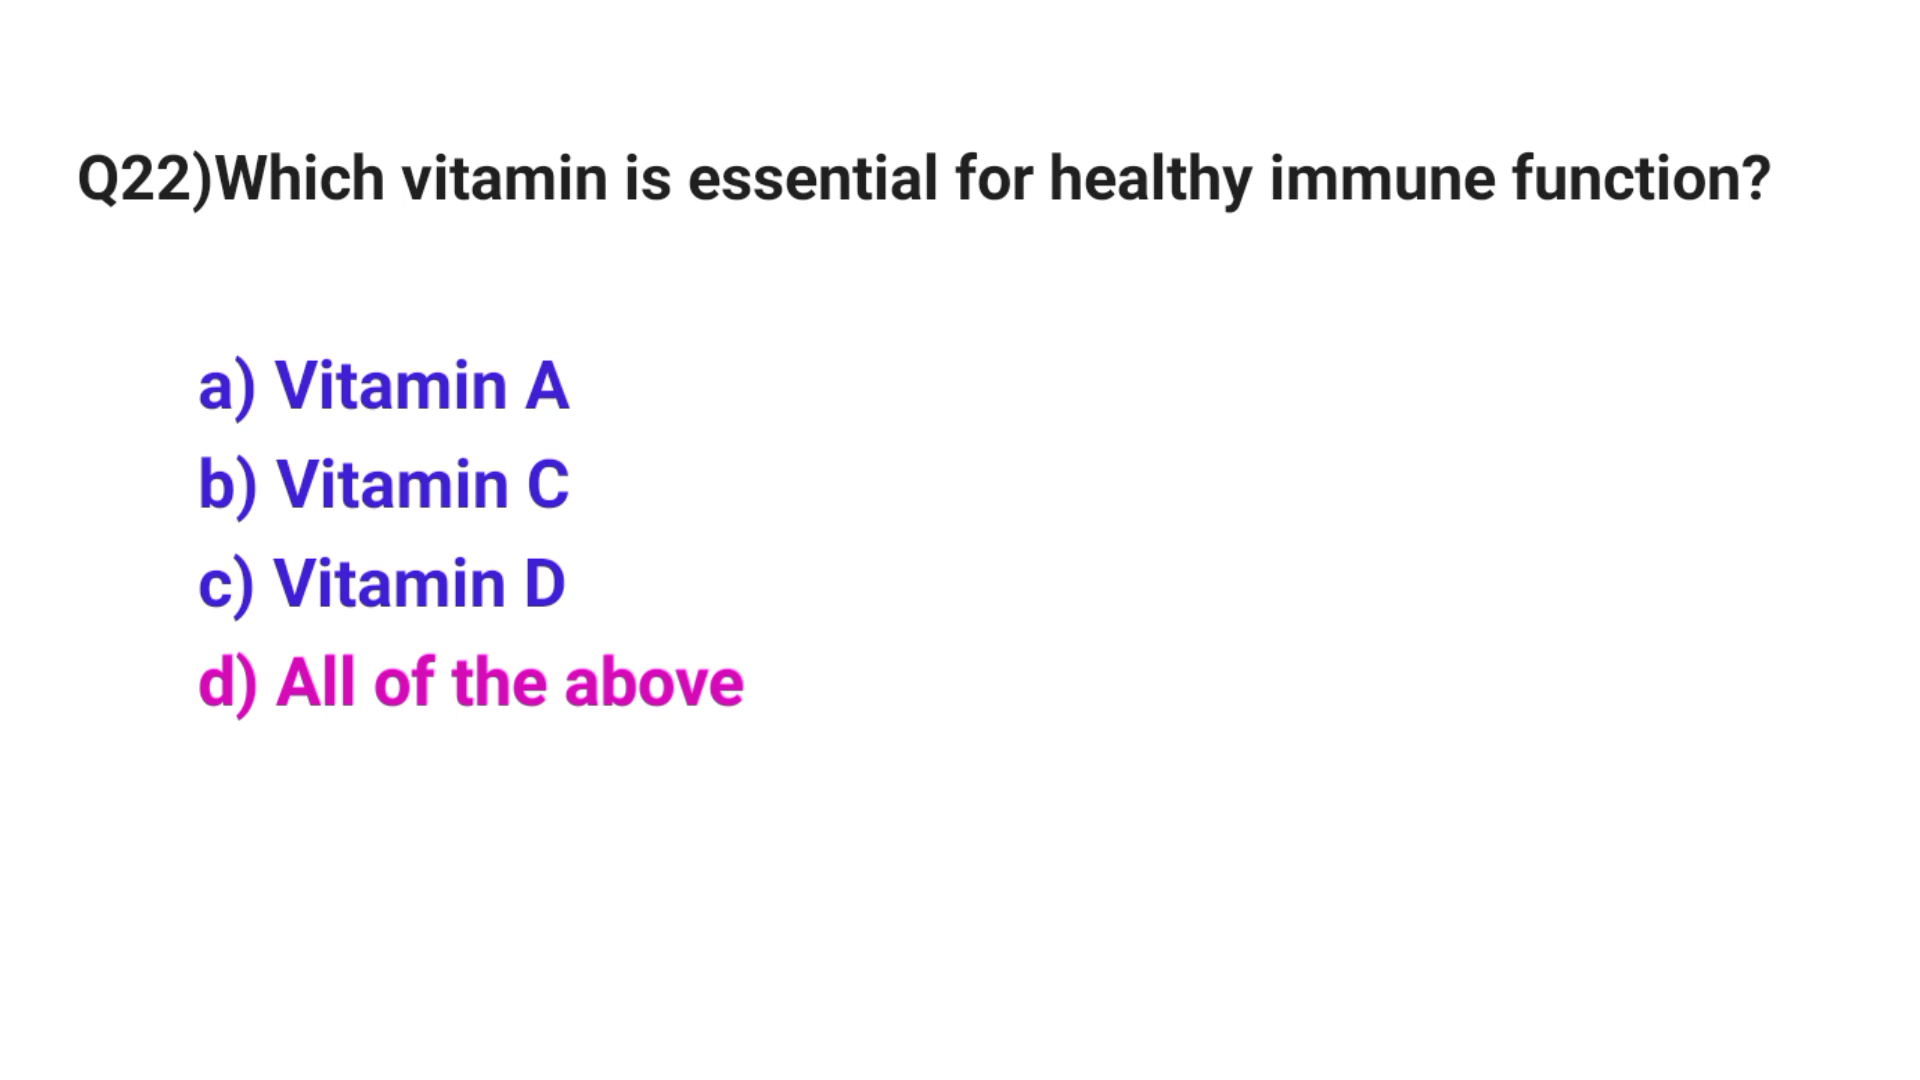 Q22)Which vitamin is essential for healthy immune function?
a) Vitamin A
b) Vitamin C
c) Vitamin D
d) All of the above